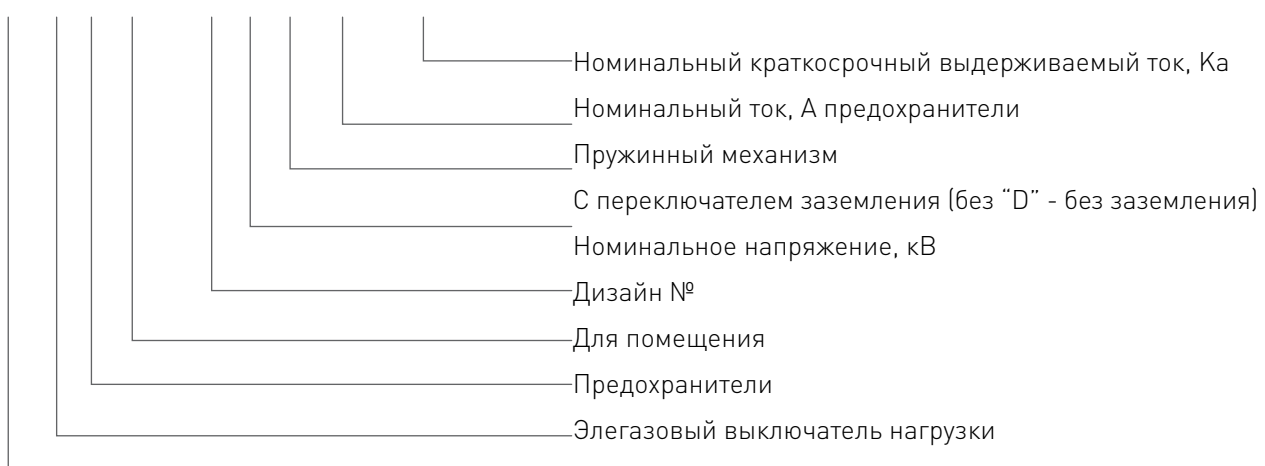 Номинальный краткосрочный выдерживаемый ток, Ка
Номинальный ток, А предохранители
Пружинный механизм
С переключателем заземления (без “D” - без заземления)
Номинальное напряжение, кВ
Дизайн №
Для помещения
Предохранители
Элегазовый выключатель нагрузки